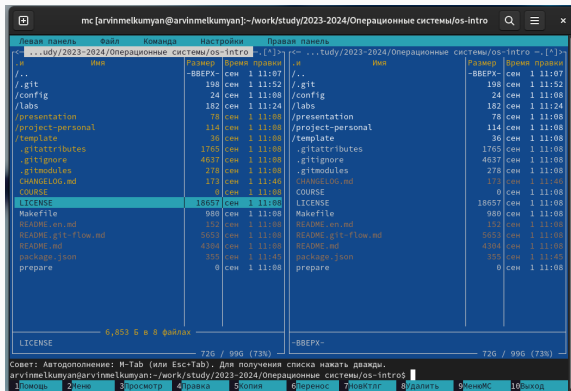 mc [arvinmelkumyan@arvinmelkumyan]:~/work/study/2023-2024/Операционные системы/os-intro
Левая панель Файл Команда Настройки Правая панель
<— ...udy/2023-2024/Операционные системы/os-intro —.[^]> <— ...tudy/2023-2024/Операционные системы/os-intro —.[^]>
.и Имя Размер Время правки .и Имя Размер Время правки
/.. -ВВЕРХ- сен 1 11:07 /.. -ВВЕРХ- сен 1 11:07
/.git 198 сен 1 11:52 /.git 198 сен 1 11:52
/config 24 сен 1 11:08 /config 24 сен 1 11:08
/labs 182 сен 1 11:24 /labs 182 сен 1 11:24
/presentation 78 сен 1 11:08 /presentation 78 сен 1 11:08
/project-personal 114 сен 1 11:08 /project-personal 114 сен 1 11:08
/template 36 сен 1 11:08 /template 36 сен 1 11:08
.gitattributes 1765 сен 1 11:08 .gitattributes 1765 сен 1 11:08
.gitignore 4637 сен 1 11:08 .gitignore 4637 сен 1 11:08
.gitmodules 278 сен 1 11:08 .gitmodules 278 сен 1 11:08
CHANGELOG.md 173 сен 1 11:46 CHANGELOG.md 173 сен 1 11:46
COURSE 0 сен 1 11:08 COURSE 0 сен 1 11:08
LICENSE 18657 сен 1 11:08 LICENSE 18657 сен 1 11:08
Makefile 980 сен 1 11:08 Makefile 980 сен 1 11:08
README.en.md 152 сен 1 11:08 README.en.md 152 сен 1 11:08
README.git-flow.md 5653 сен 1 11:08 README.git-flow.md 5653 сен 1 11:08
README.md 4304 сен 1 11:08 README.md 4304 сен 1 11:08
package.json 355 сен 1 11:45 package.json 355 сен 1 11:45
prepare 0 сен 1 11:08 prepare 0 сен 1 11:08
6,853 Б в 8 файлах
LICENSE -ВВЕРХ-
72G / 99G (73%) 72G / 99G (73%)
Совет: Автодополнение: M-Tab (или Esc+Tab). Для получения списка нажать дважды.
arvinmelkumyan@arvinmelkumyan:~/work/study/2023-2024/Операционные системы/os-intro$
1Помощь 2Меню 3Просмотр 4Правка 5Копия 6Перенос 7НовКтлг 8Удалить 9МенюMC 10Выход